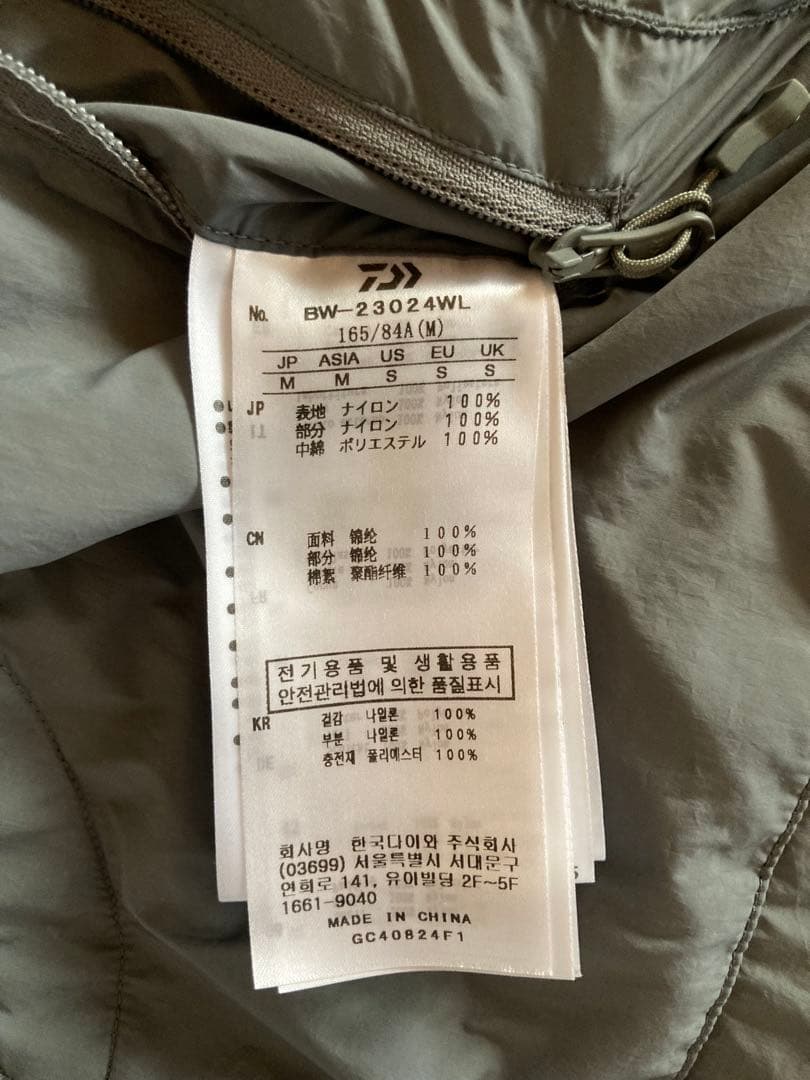 No. BW-23024WL
165/84A(M)
JP ASIA US EU UK
M M S S S
JP 表地 ナイロン 100%
部分 ナイロン 100%
中綿 ポリエステル 100%
CN 面料 锦纶 100%
部分 锦纶 100%
棉絮 聚酯纤维 100%
전기용품 및 생활용품
안전관리법에 의한 품질표시
KR 겉감 나일론 100%
부분 나일론 100%
충전재 폴리에스터 100%
회사명 한국다이와 주식회사
(03699) 서울특별시 서대문구
연희로 141, 유이빌딩 2F~5F
1661-9040
MADE IN CHINA
GC40824F1